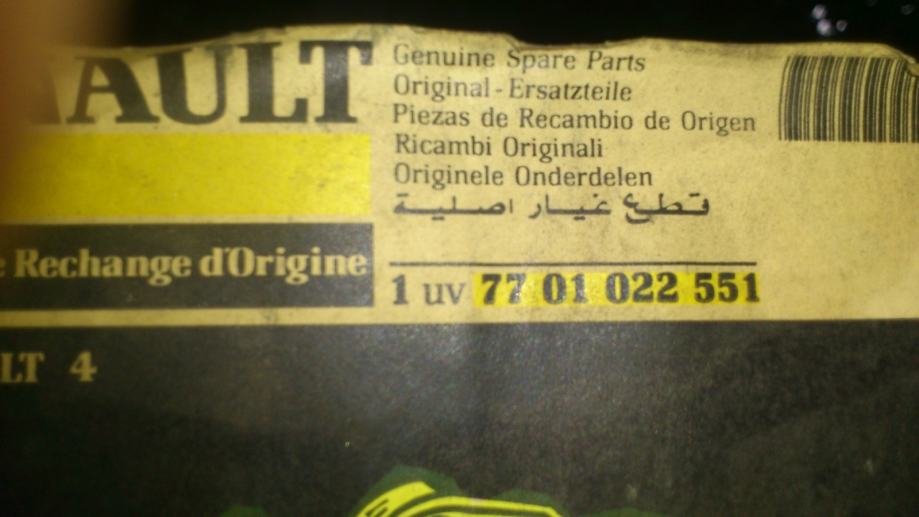 AULT
Genuine Spare Parts
Original-Ersatzteile
Piezas de Recambio de Origen
Ricambi Originali
Originele Onderdelen
قطع غيار اصلية
e Rechange d'Origine
1 uv 77 01 022 551
LT 4